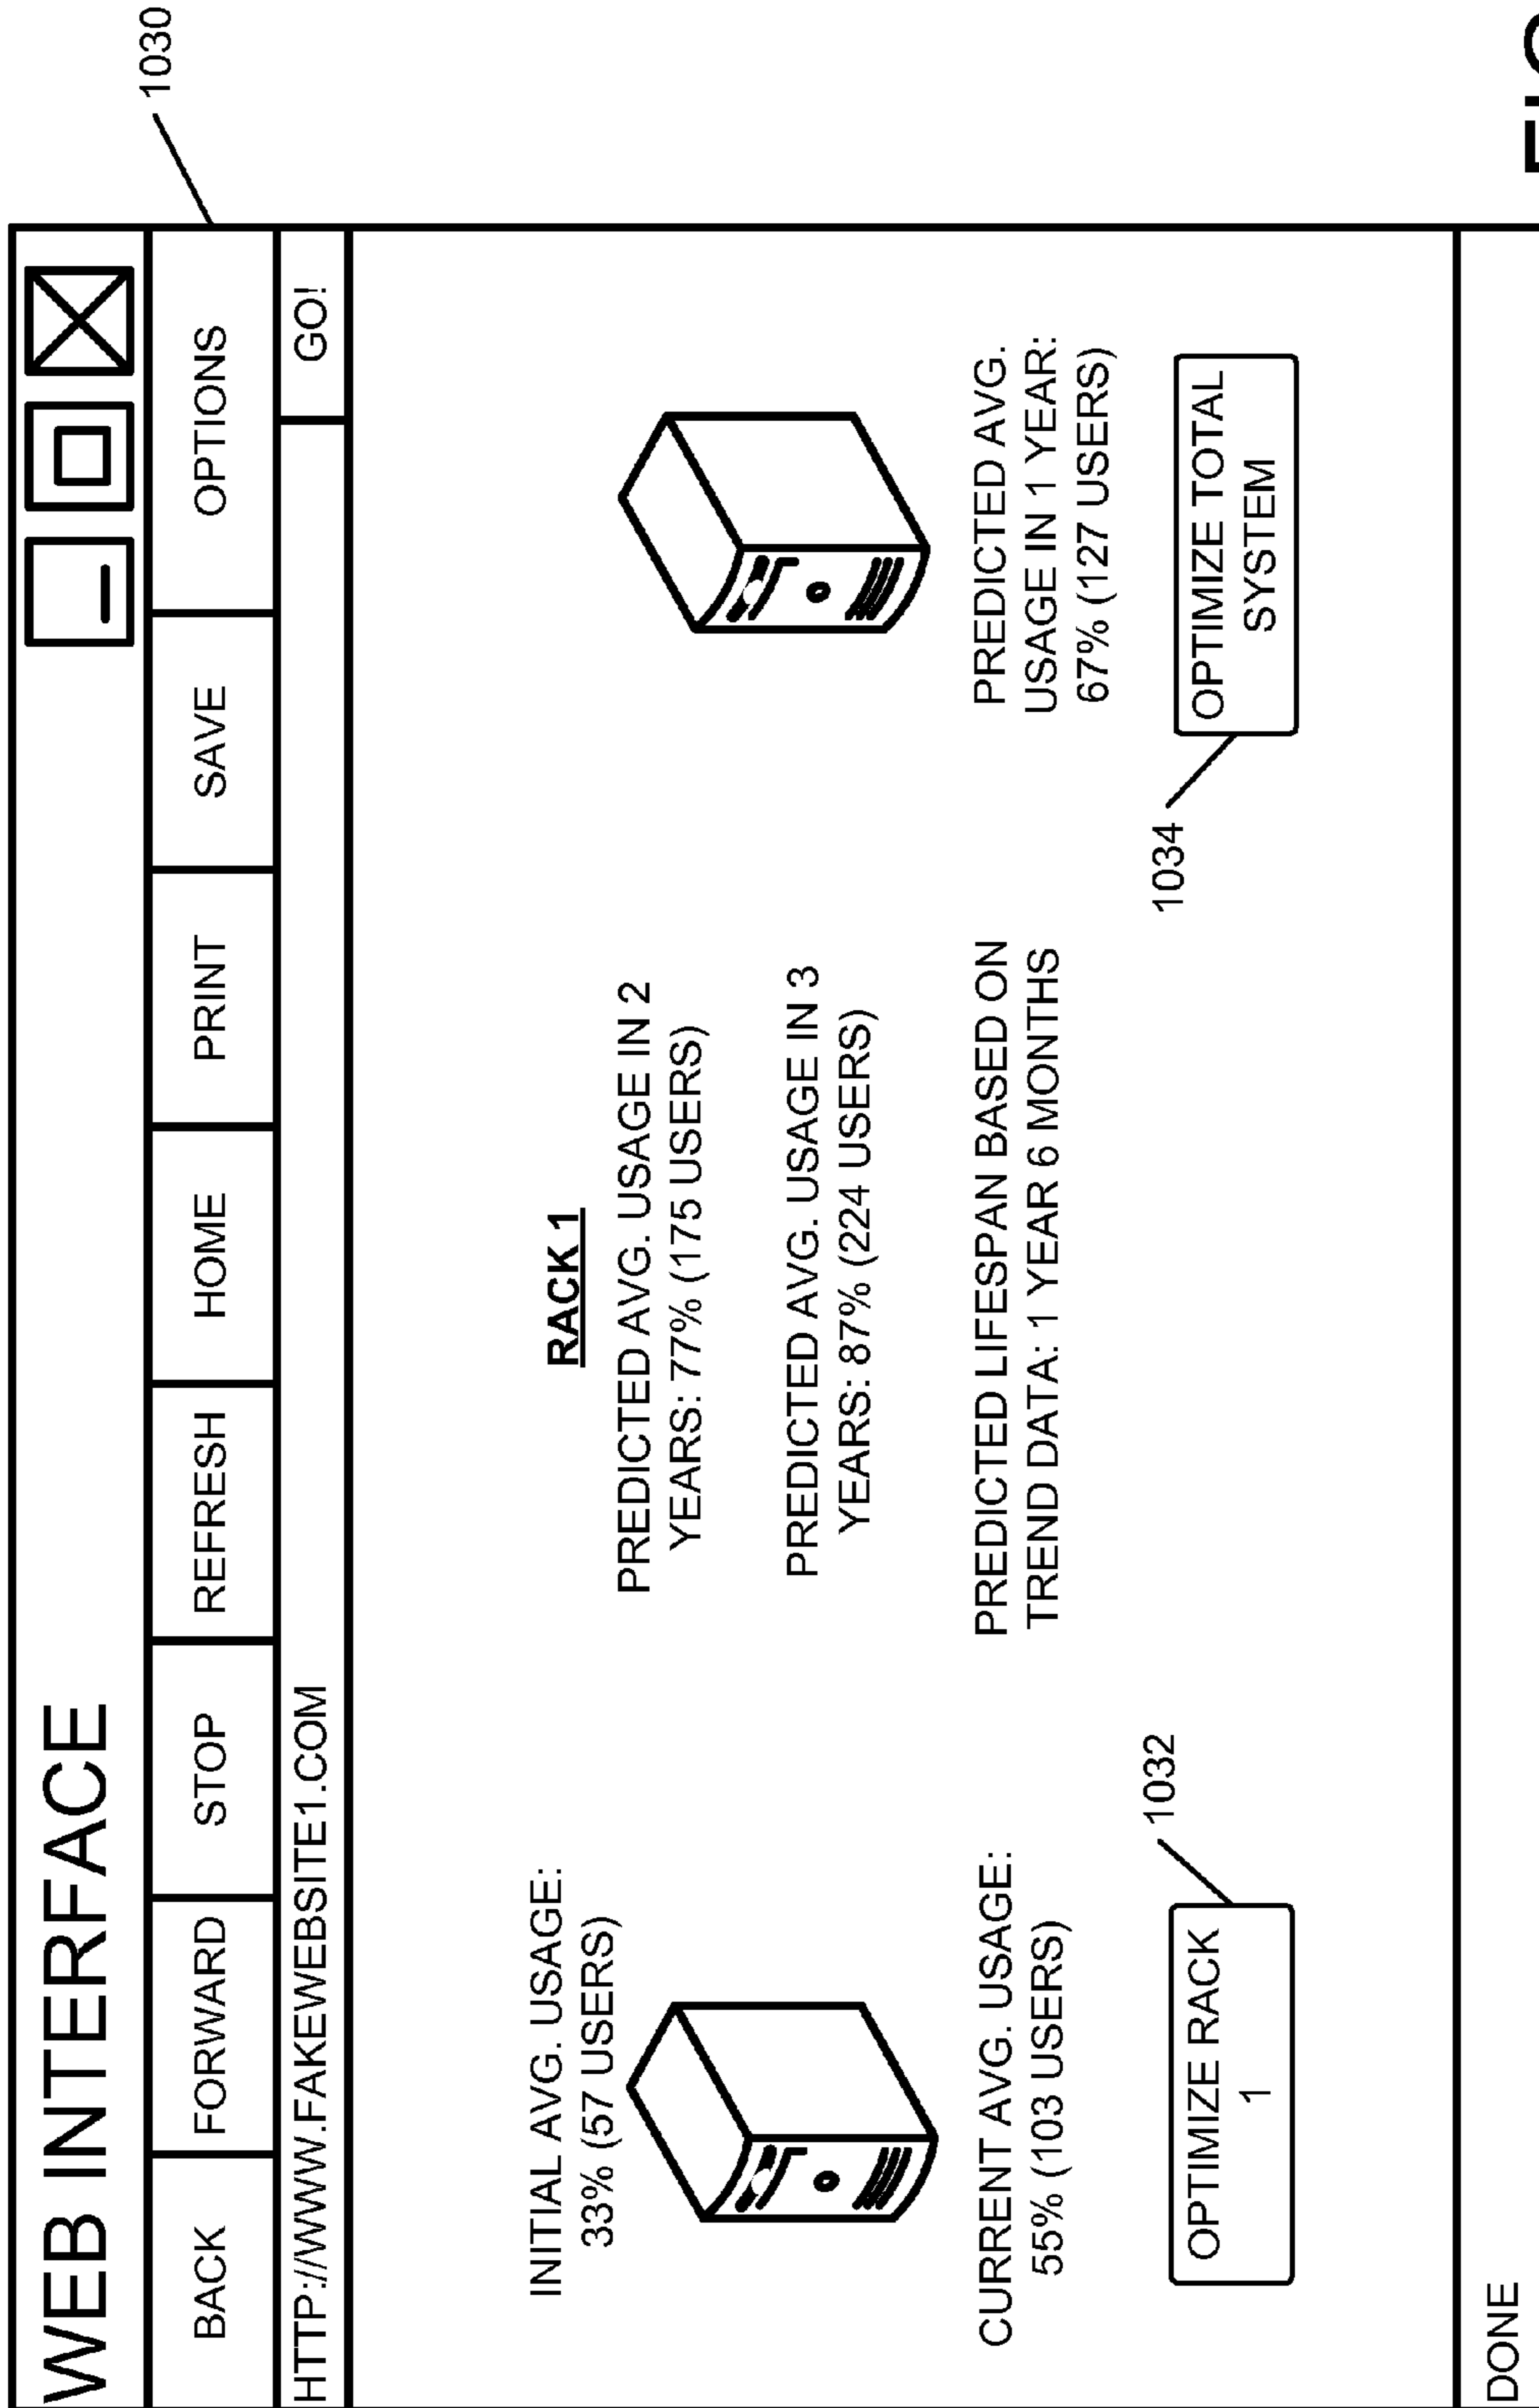 1030
WEB INTERFACE
BACK
FORWARD
STOP
REFRESH
HOME
PRINT
SAVE
OPTIONS
HTTP://WWW.FAKEWEBSITE1.COM
GO!
INITIAL AVG. USAGE:
33% (57 USERS)
CURRENT AVG. USAGE:
55% (103 USERS)
OPTIMIZE RACK
1
1032
RACK 1
PREDICTED AVG. USAGE IN 2
YEARS: 77% (175 USERS)
PREDICTED AVG. USAGE IN 3
YEARS: 87% (224 USERS)
PREDICTED LIFESPAN BASED ON
TREND DATA: 1 YEAR 6 MONTHS
PREDICTED AVG.
USAGE IN 1 YEAR:
67% (127 USERS)
1034
OPTIMIZE TOTAL
SYSTEM
DONE